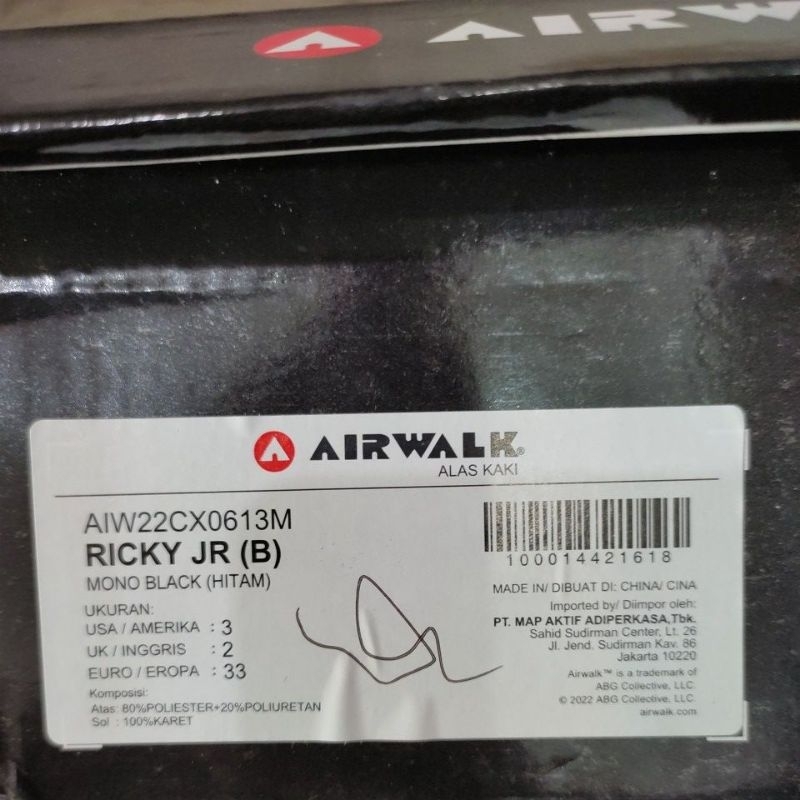 AIRW
AIRWALK®
ALAS KAKI
AIW22CX0613M
RICKY JR (B)
MONO BLACK (HITAM)
UKURAN:
USA / AMERIKA : 3
UK / INGGRIS : 2
EURO / EROPA : 33
Komposisi:
Atas: 80%POLIESTER+20%POLIURETAN
Sol : 100%KARET
100014421618
MADE IN/ DIBUAT DI: CHINA/ CINA
Imported by/ Diimpor oleh:
PT. MAP AKTIF ADIPERKASA,Tbk.
Sahid Sudirman Center, Lt. 26
Jl. Jend. Sudirman Kav. 86
Jakarta 10220
Airwalk™ is a trademark of
ABG Collective, LLC.
© 2022 ABG Collective, LLC.
airwalk.com